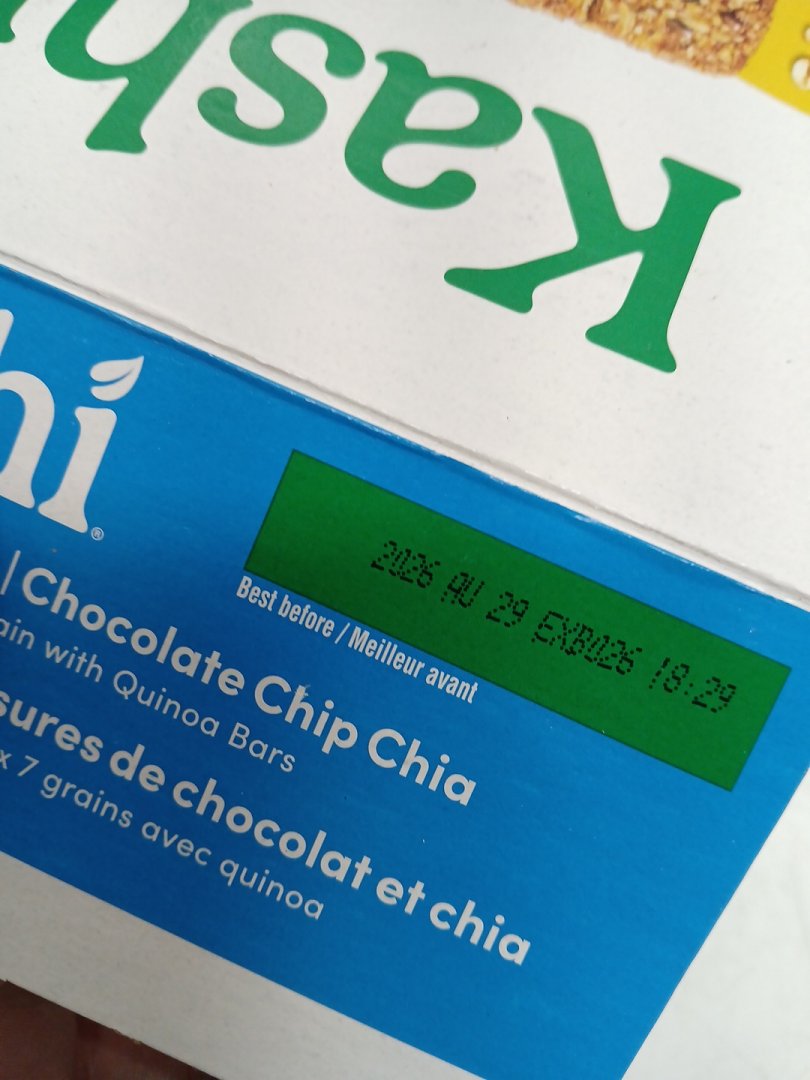 Kashi
hi®
2026 AU 29 EXB026 18:29
Best before / Meilleur avant
| Chocolate Chip Chia
ain with Quinoa Bars
sures de chocolat et chia
x 7 grains avec quinoa